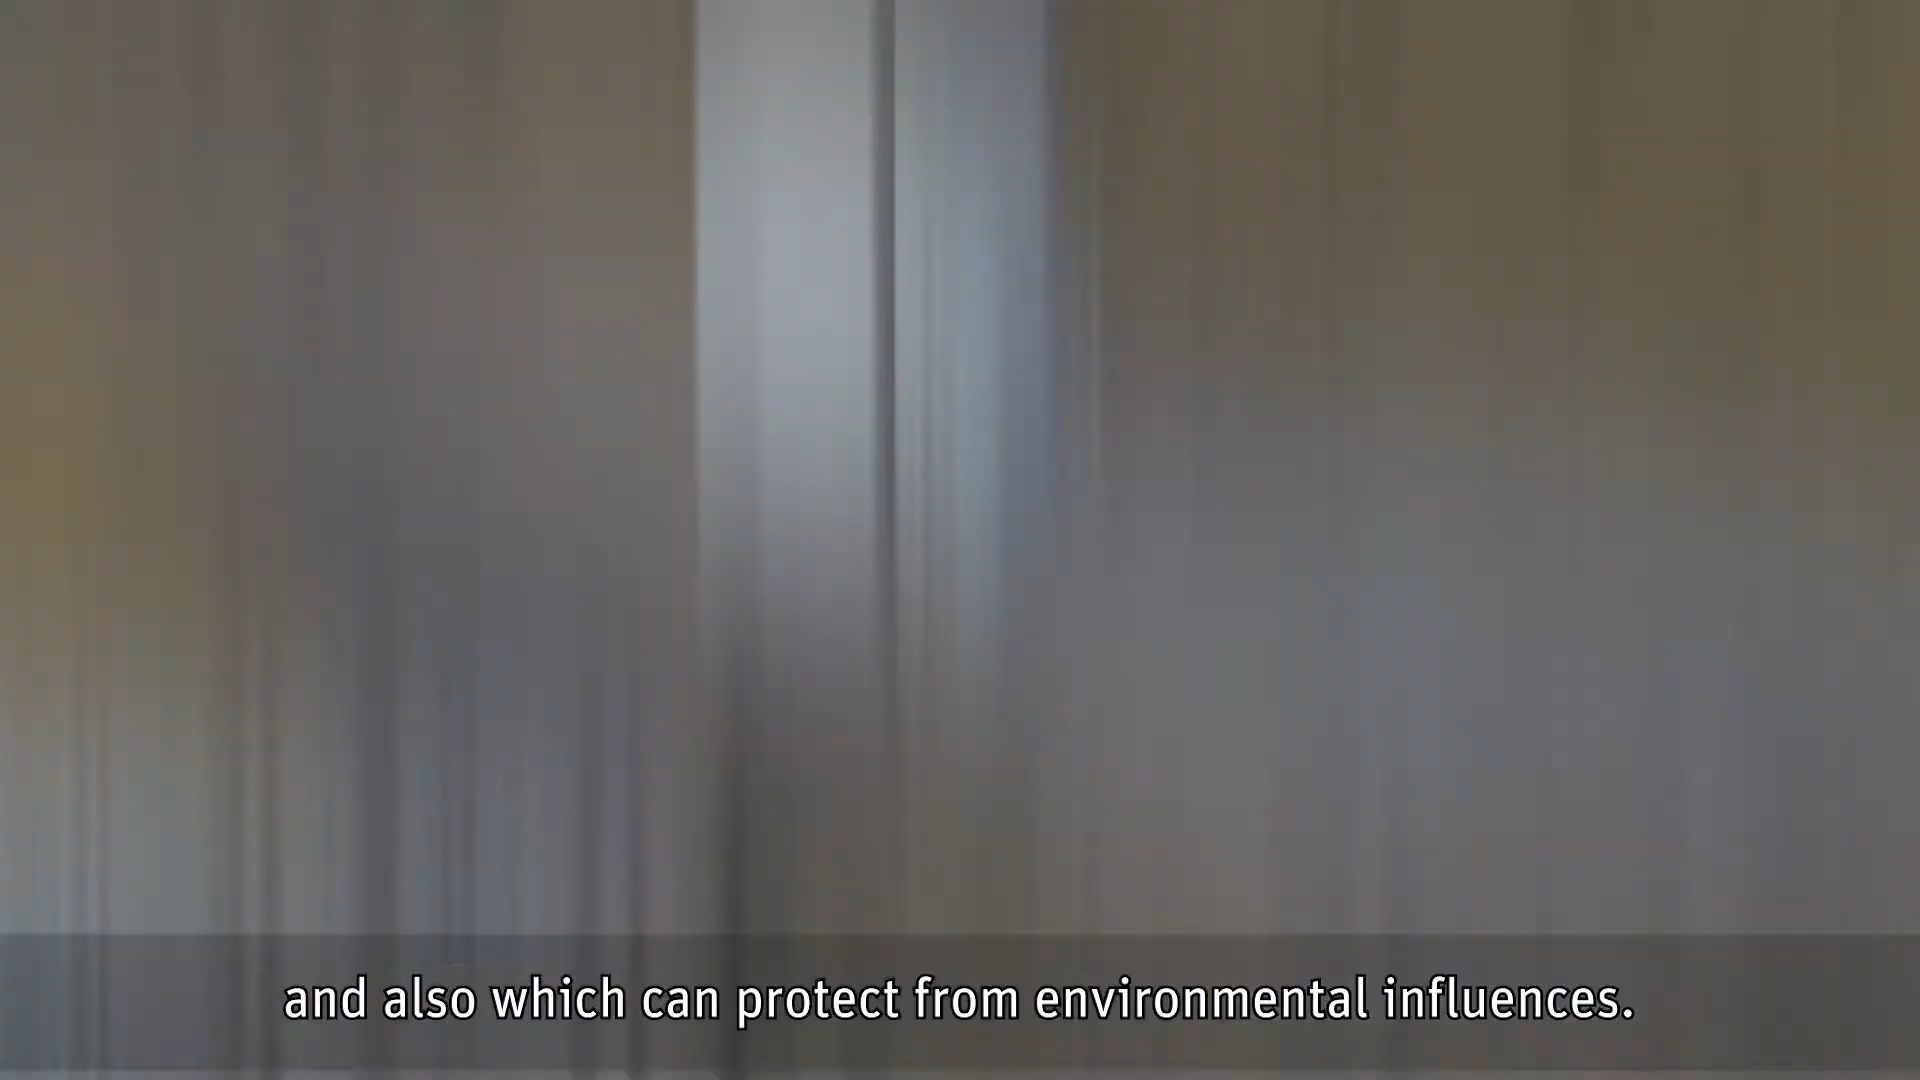 and also which can protect from environmental influences.